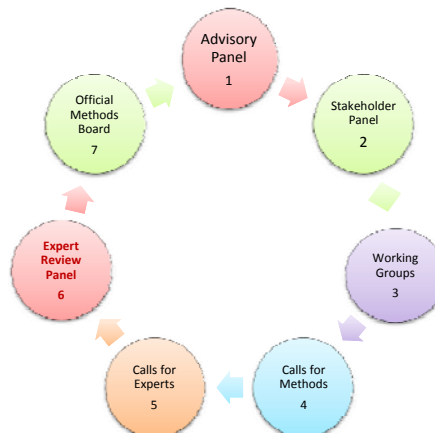 Advisory
Panel
1
Stakeholder
Panel
2
Working
Groups
3
Calls for
Methods
4
Calls for
Experts
5
Expert
Review
Panel
6
Official
Methods
Board
7